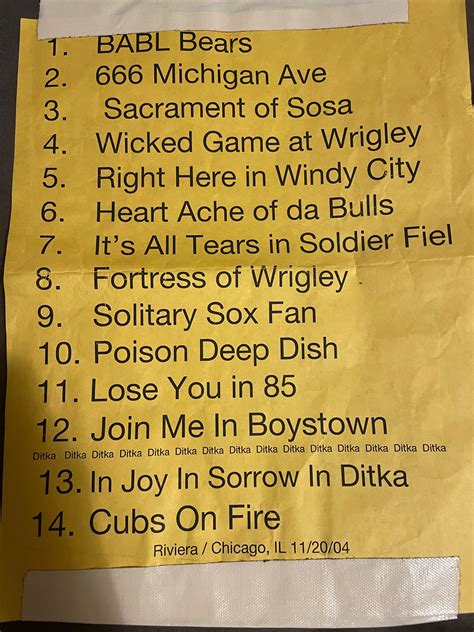 1. BABL Bears
2. 666 Michigan Ave
3. Sacrament of Sosa
4. Wicked Game at Wrigley
5. Right Here in Windy City
6. Heart Ache of da Bulls
7. It's All Tears in Soldier Fiel
8. Fortress of Wrigley
9. Solitary Sox Fan
10. Poison Deep Dish
11. Lose You in 85
12. Join Me In Boystown
Ditka Ditka Ditka Ditka Ditka Ditka Ditka Ditka Ditka Ditka Ditka Ditka Ditka Ditka Ditka
13. In Joy In Sorrow In Ditka
14. Cubs On Fire
Riviera / Chicago, IL 11/20/04